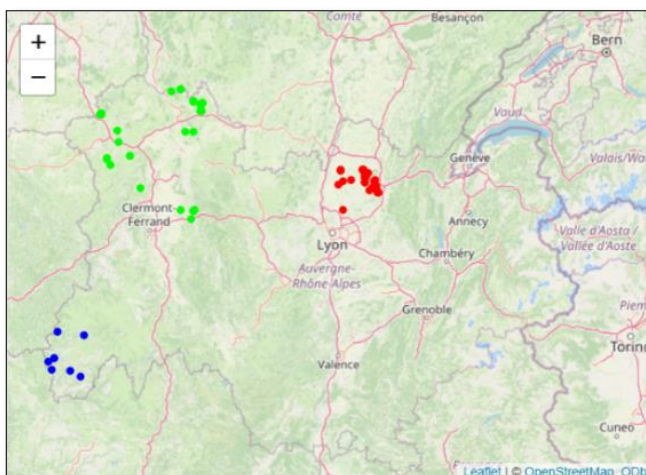 Comté
Besançon
+
−
Bern
Vaud
Genève
Valais/Wa
Clermont-
Ferrand
Annecy
Valle d'Aosta /
Vallée d'Aoste
Lyon
Chambéry
Auvergne-
Rhône-Alpes
Grenoble
Piem
Torino
Valence
Cuneo
Leaflet | © OpenStreetMap, ODb